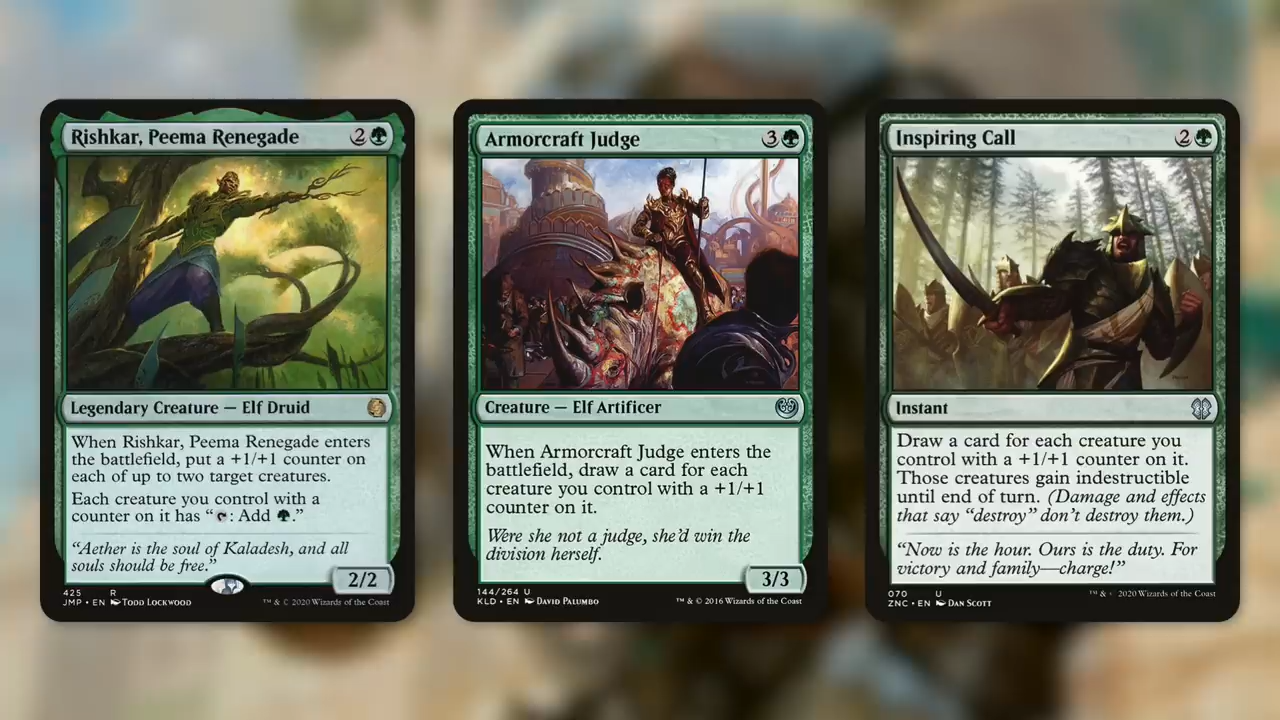 Rishkar, Peema Renegade 2
Legendary Creature — Elf Druid
When Rishkar, Peema Renegade enters
the battlefield, put a +1/+1 counter on
each of up to two target creatures.
Each creature you control with a
counter on it has “: Add .”
“Aether is the soul of Kaladesh, and all
souls should be free.”
2/2
425 R
JMP • EN Todd Lockwood
™ & © 2020 Wizards of the Coast
Armorcraft Judge 3
Creature — Elf Artificer
When Armorcraft Judge enters the
battlefield, draw a card for each
creature you control with a +1/+1
counter on it.
Were she not a judge, she’d win the
division herself.
3/3
144/264 U
KLD • EN David Palumbo
™ & © 2016 Wizards of the Coast
Inspiring Call 2
Instant
Draw a card for each creature you
control with a +1/+1 counter on it.
Those creatures gain indestructible
until end of turn. (Damage and effects
that say “destroy” don’t destroy them.)
“Now is the hour. Ours is the duty. For
victory and family—charge!”
070 U
ZNC • EN Dan Scott
™ & © 2020 Wizards of the Coast